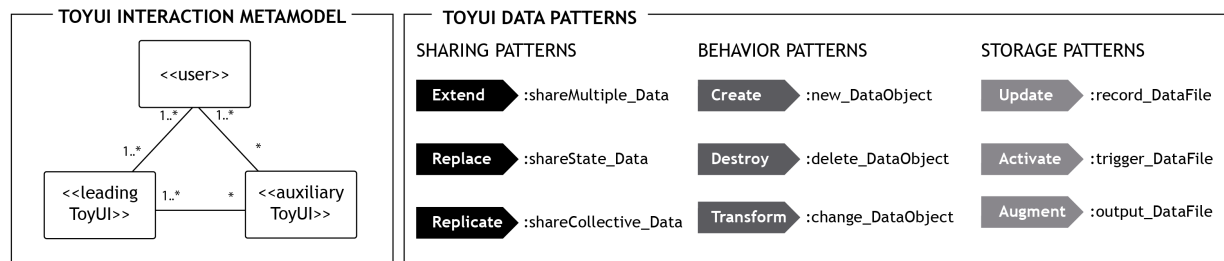 TOYUI INTERACTION METAMODEL
<<user>>
1..*
1..*
1..*
*
<<leading
ToyUI>>
1..*
*
<<auxiliary
ToyUI>>
TOYUI DATA PATTERNS
SHARING PATTERNS
Extend :shareMultiple_Data
Replace :shareState_Data
Replicate :shareCollective_Data
BEHAVIOR PATTERNS
Create :new_DataObject
Destroy :delete_DataObject
Transform :change_DataObject
STORAGE PATTERNS
Update :record_DataFile
Activate :trigger_DataFile
Augment :output_DataFile